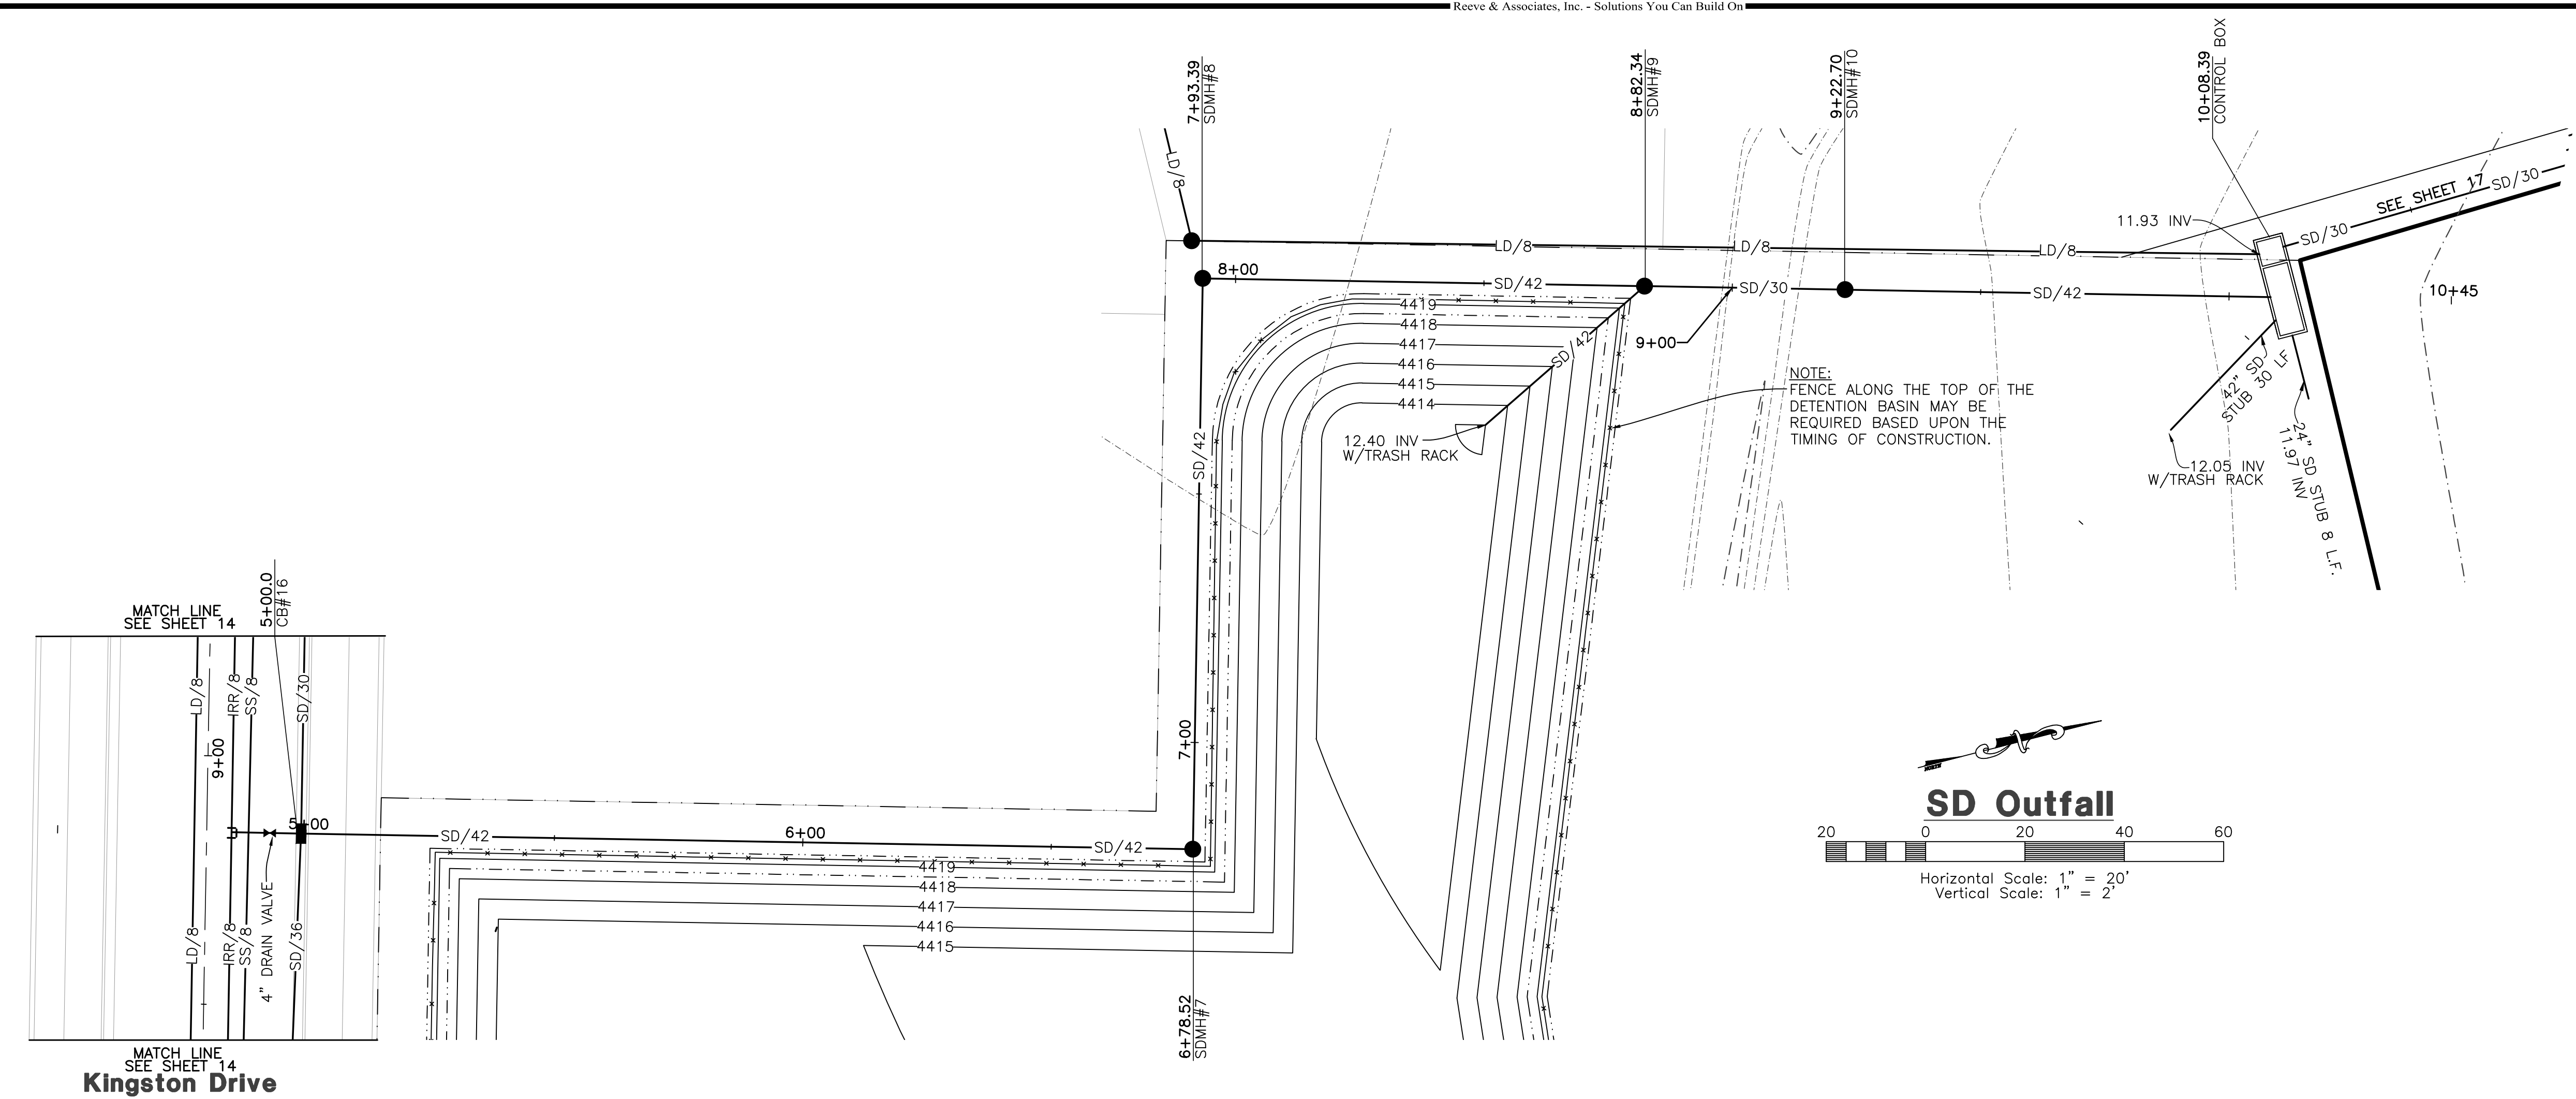 Reeve & Associates, Inc. - Solutions You Can Build On
7+93.39
SDMH#8
8+82.34
SDMH#9
9+22.70
SDMH#10
10+08.39
CONTROL BOX
LD/8
LD/8
LD/8
LD/8
11.93 INV
SD/30
SEE SHEET 17
SD/30
8+00
SD/42
SD/30
SD/42
10+45
9+00
4419
4418
4417
4416
4415
4414
SD/42
12.40 INV
W/TRASH RACK
NOTE:
FENCE ALONG THE TOP OF THE
DETENTION BASIN MAY BE
REQUIRED BASED UPON THE
TIMING OF CONSTRUCTION.
42" SD
STUB 30 LF
12.05 INV
W/TRASH RACK
24" SD STUB 8 L.F.
11.97 INV
SD/42
7+00
MATCH LINE
SEE SHEET 14
5+00.0
CB#16
LD/8
IRR/8
SS/8
SD/30
9+00
5+00
SD/42
6+00
SD/42
4419
4418
4417
4416
4415
LD/8
IRR/8
SS/8
4" DRAIN VALVE
SD/36
6+78.52
SDMH#7
MATCH LINE
SEE SHEET 14
Kingston Drive
NORTH
SD Outfall
20 0 20 40 60
Horizontal Scale: 1" = 20'
Vertical Scale: 1" = 2'